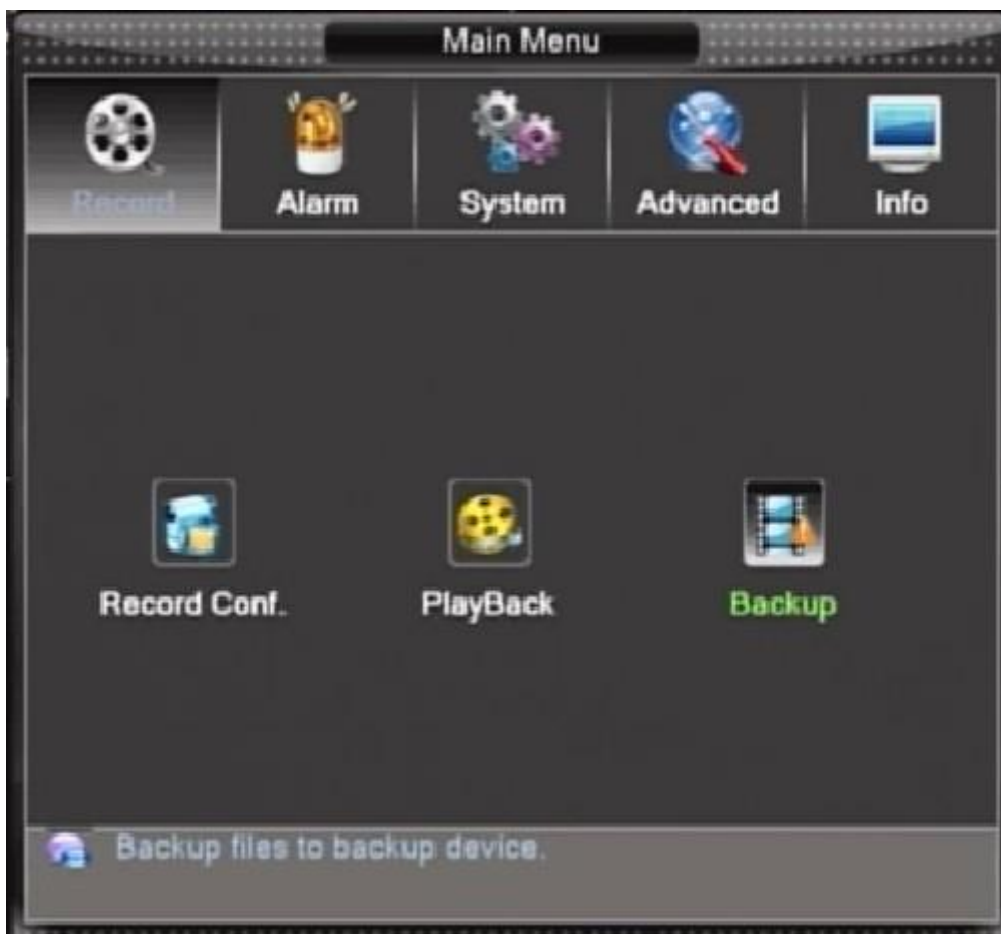 Main Menu
Record Alarm System Advanced Info
Record Conf. PlayBack Backup
Backup files to backup device.